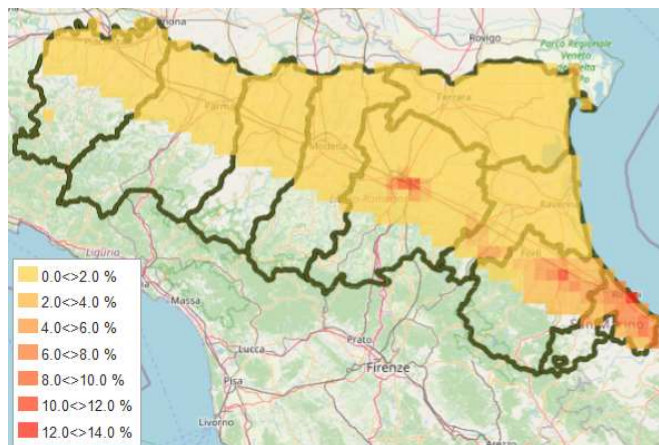 Rovigo
Parco Regionale
Veneto
Ferrara
Parma
Modena
Forlì
Liguria
Massa
Lucca
Prato
Firenze
Pisa
Livorno
Arezzo
0.0<>2.0 %
2.0<>4.0 %
4.0<>6.0 %
6.0<>8.0 %
8.0<>10.0 %
10.0<>12.0 %
12.0<>14.0 %